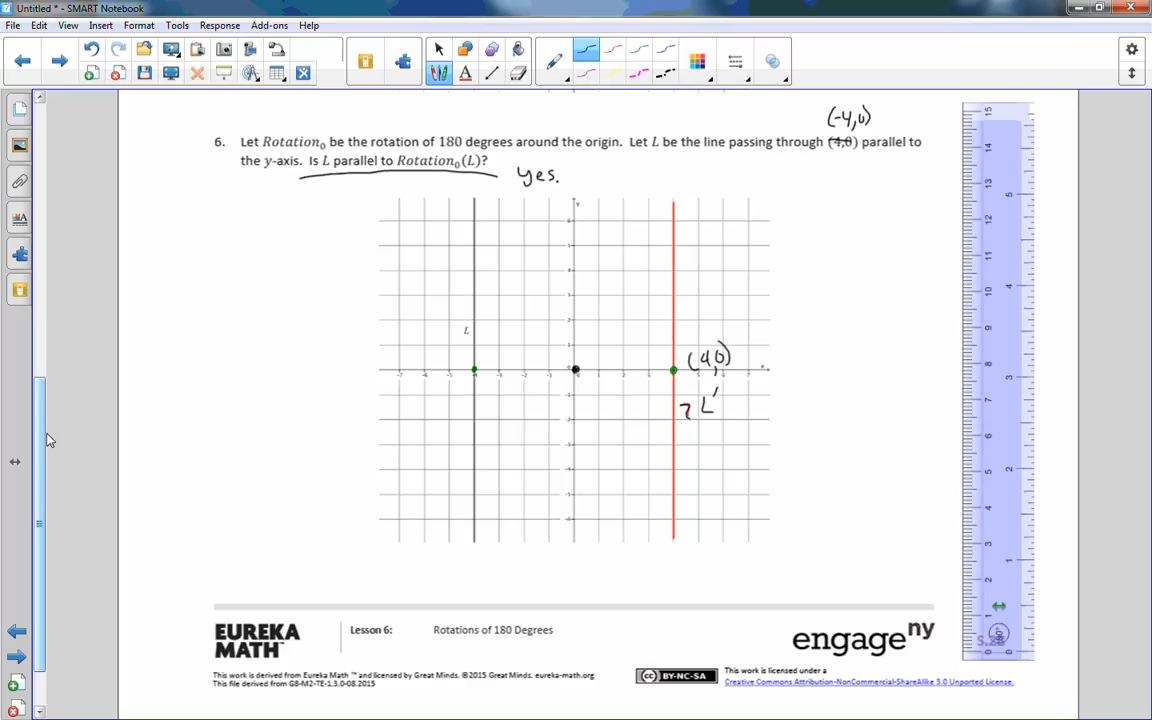 Untitled * - SMART Notebook
File Edit View Insert Format Tools Response Add-ons Help
(-4,0)
6. Let Rotation₀ be the rotation of 180 degrees around the origin. Let L be the line passing through (4,0) parallel to
the y-axis. Is L parallel to Rotation₀(L)?
yes.
L
(4,0)
L'
EUREKA
MATH™
Lesson 6: Rotations of 180 Degrees
engage ny
This work is derived from Eureka Math ™ and licensed by Great Minds. ©2015 Great Minds. eureka-math.org
This file derived from G8-M2-TE-1.3.0-08.2015
(cc) BY-NC-SA
This work is licensed under a
Creative Commons Attribution-NonCommercial-ShareAlike 3.0 Unported License.